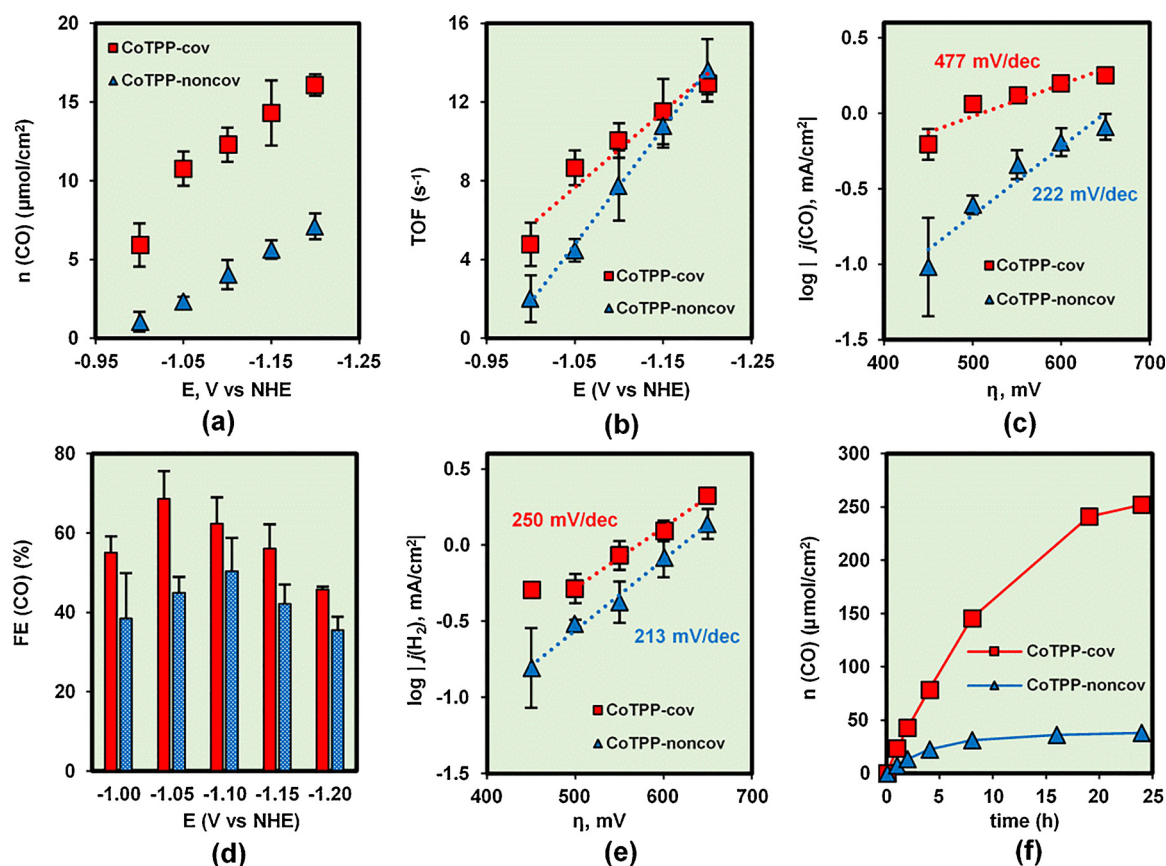 20
15
10
5
0
n (CO) (µmol/cm²)
CoTPP-cov
CoTPP-noncov
-0.95
-1.05
-1.15
-1.25
E, V vs NHE
(a)
16
12
8
4
0
TOF (s⁻¹)
CoTPP-cov
CoTPP-noncov
-0.95
-1.05
-1.15
-1.25
E (V vs NHE)
(b)
0.5
0.0
-0.5
-1.0
-1.5
log | j(CO), mA/cm²|
477 mV/dec
222 mV/dec
CoTPP-cov
CoTPP-noncov
400
500
600
700
η, mV
(c)
80
60
40
20
0
FE (CO) (%)
-1.00
-1.05
-1.10
-1.15
-1.20
E (V vs NHE)
(d)
0.5
0.0
-0.5
-1.0
-1.5
log | j(H₂), mA/cm²|
250 mV/dec
213 mV/dec
CoTPP-cov
CoTPP-noncov
400
500
600
700
η, mV
(e)
300
250
200
150
100
50
0
n (CO) (µmol/cm²)
CoTPP-cov
CoTPP-noncov
0
5
10
15
20
25
time (h)
(f)